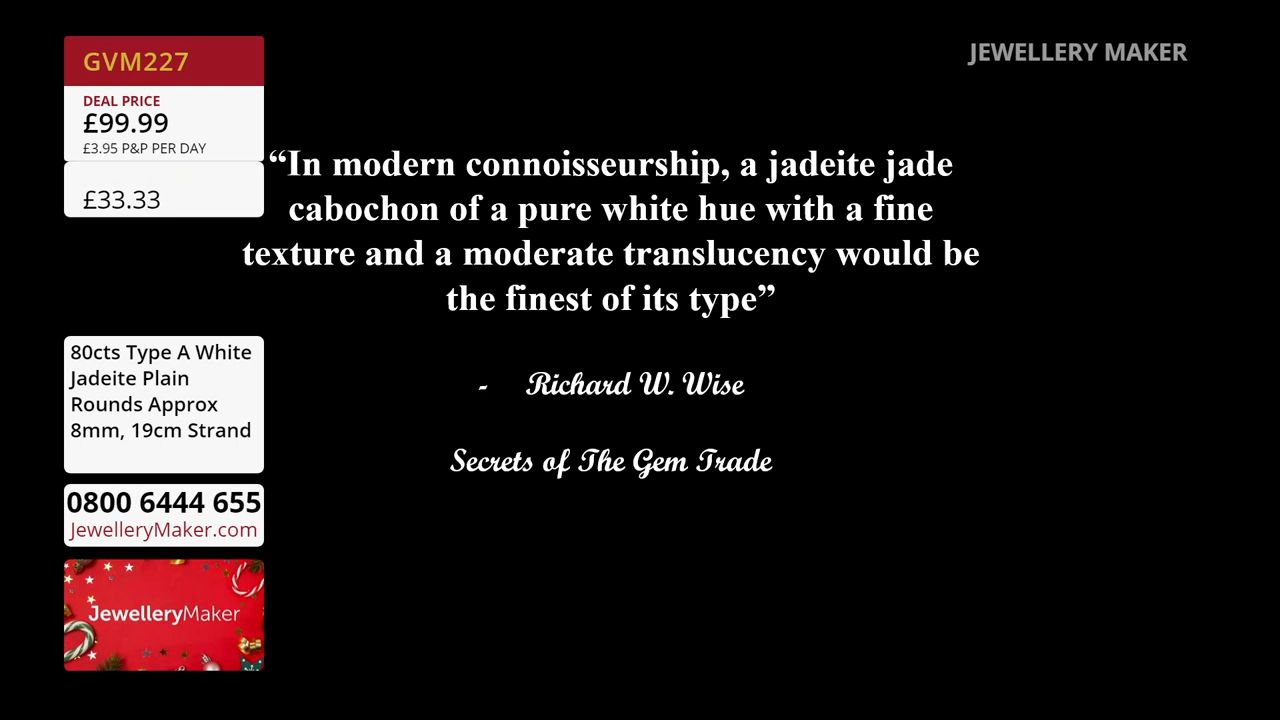 GVM227
DEAL PRICE
£99.99
£3.95 P&P PER DAY
£33.33
JEWELLERY MAKER
“In modern connoisseurship, a jadeite jade
cabochon of a pure white hue with a fine
texture and a moderate translucency would be
the finest of its type”
- Richard W. Wise
Secrets of The Gem Trade
80cts Type A White
Jadeite Plain
Rounds Approx
8mm, 19cm Strand
0800 6444 655
JewelleryMaker.com
JewelleryMaker